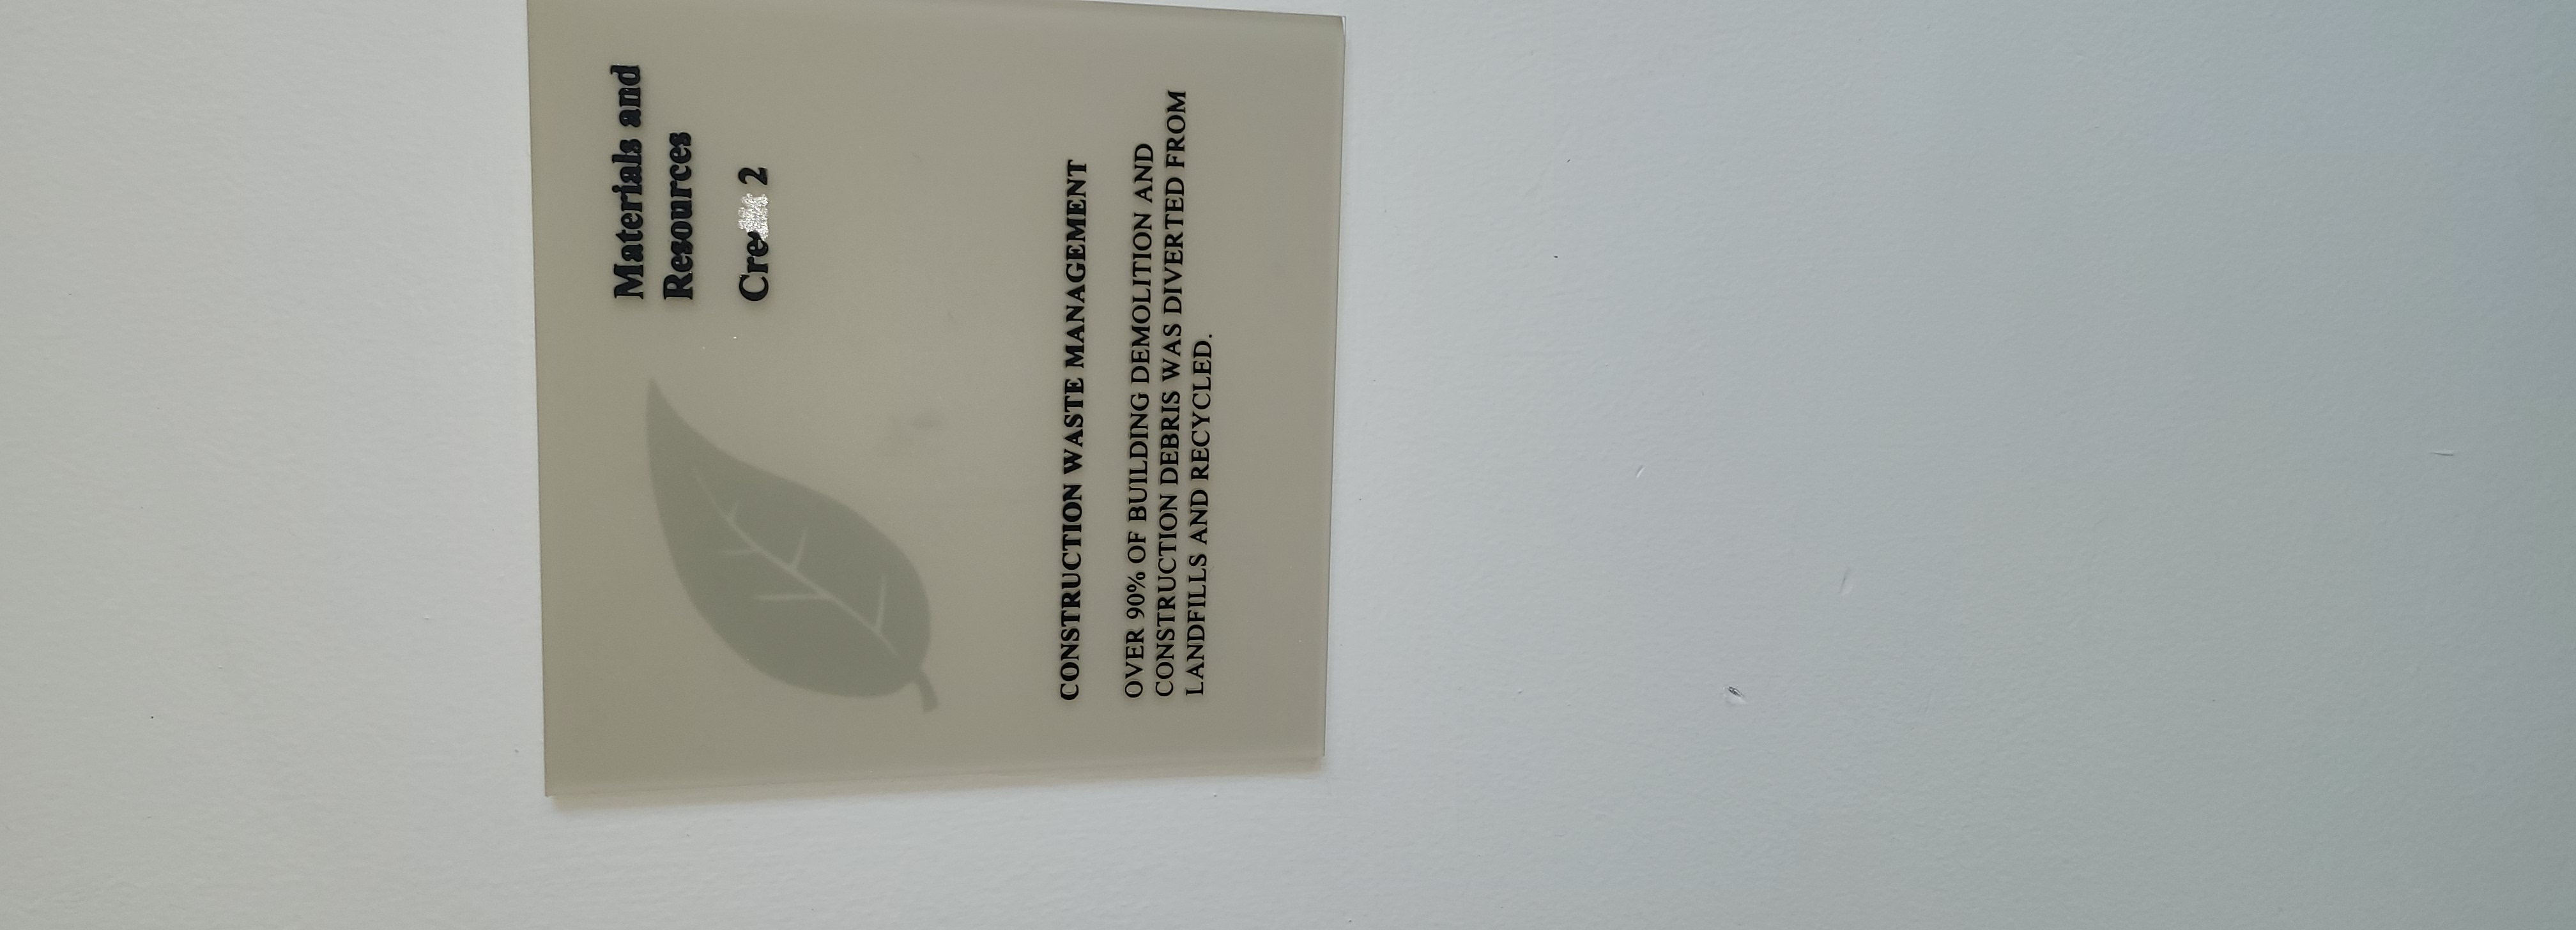 Materials and
Resources
Credit 2
CONSTRUCTION WASTE MANAGEMENT
OVER 90% OF BUILDING DEMOLITION AND
CONSTRUCTION DEBRIS WAS DIVERTED FROM
LANDFILLS AND RECYCLED.